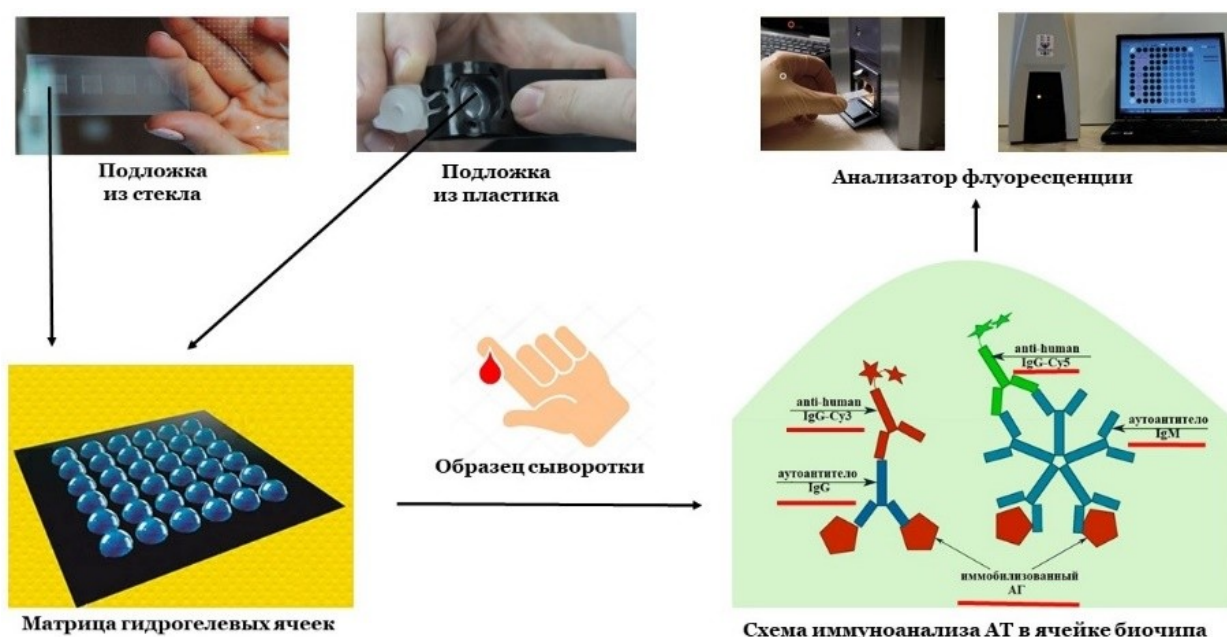 Подложка
из стекла
Подложка
из пластика
Анализатор флуоресценции
Образец сыворотки
anti-human
IgG-Cy3
аутоантитело
IgG
anti-human
IgG-Cy5
аутоантитело
IgM
иммобилизованный
АГ
Матрица гидрогелевых ячеек
Схема иммуноанализа АТ в ячейке биочипа